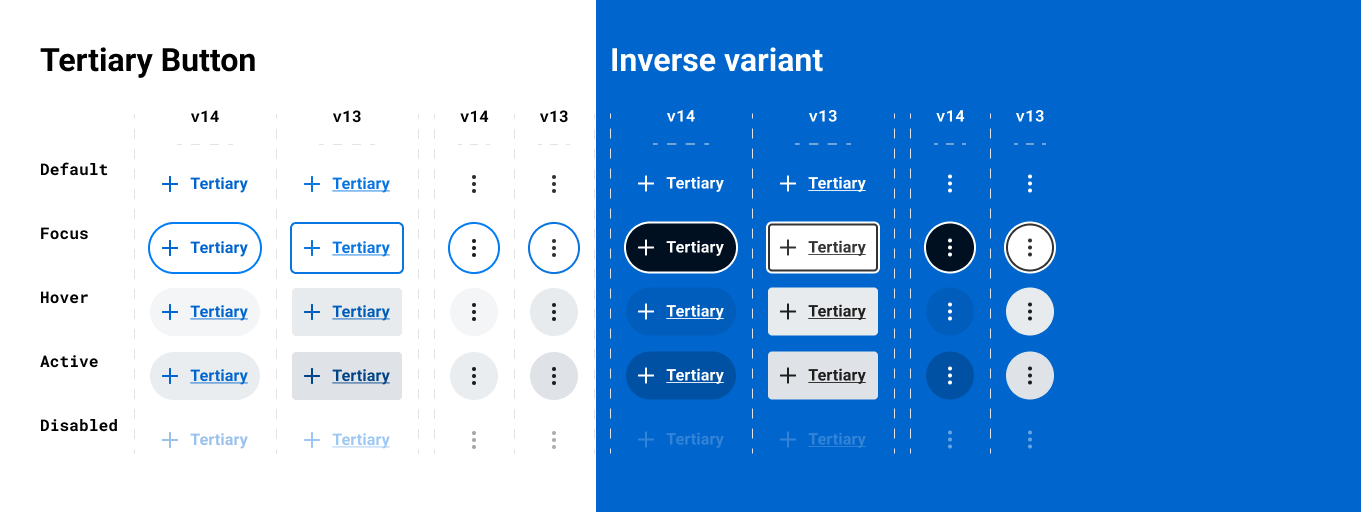 Tertiary Button Inverse variant
v14 v13 v14 v13 v14 v13 v14 v13
Default
Tertiary Tertiary Tertiary Tertiary
Focus
Tertiary Tertiary Tertiary Tertiary
Hover
Tertiary Tertiary Tertiary Tertiary
Active
Tertiary Tertiary Tertiary Tertiary
Disabled
Tertiary Tertiary Tertiary Tertiary